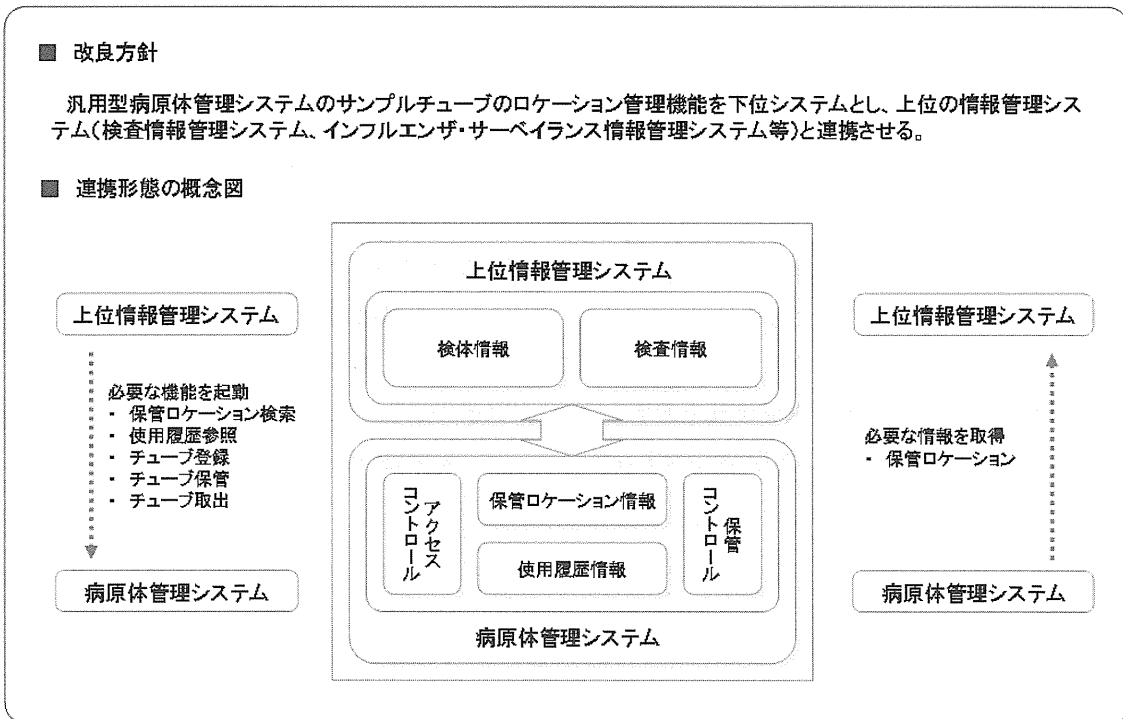 ■ 改良方針
汎用型病原体管理システムのサンプルチューブのロケーション管理機能を下位システムとし、上位の情報管理シス
テム(検査情報管理システム、インフルエンザ・サーベイランス情報管理システム等)と連携させる。
■ 連携形態の概念図
上位情報管理システム
必要な機能を起動
・ 保管ロケーション検索
・ 使用履歴参照
・ チューブ登録
・ チューブ保管
・ チューブ取出
病原体管理システム
上位情報管理システム
検体情報
検査情報
アクセス
コントロール
保管ロケーション情報
使用履歴情報
保管
コントロール
病原体管理システム
上位情報管理システム
必要な情報を取得
・ 保管ロケーション
病原体管理システム